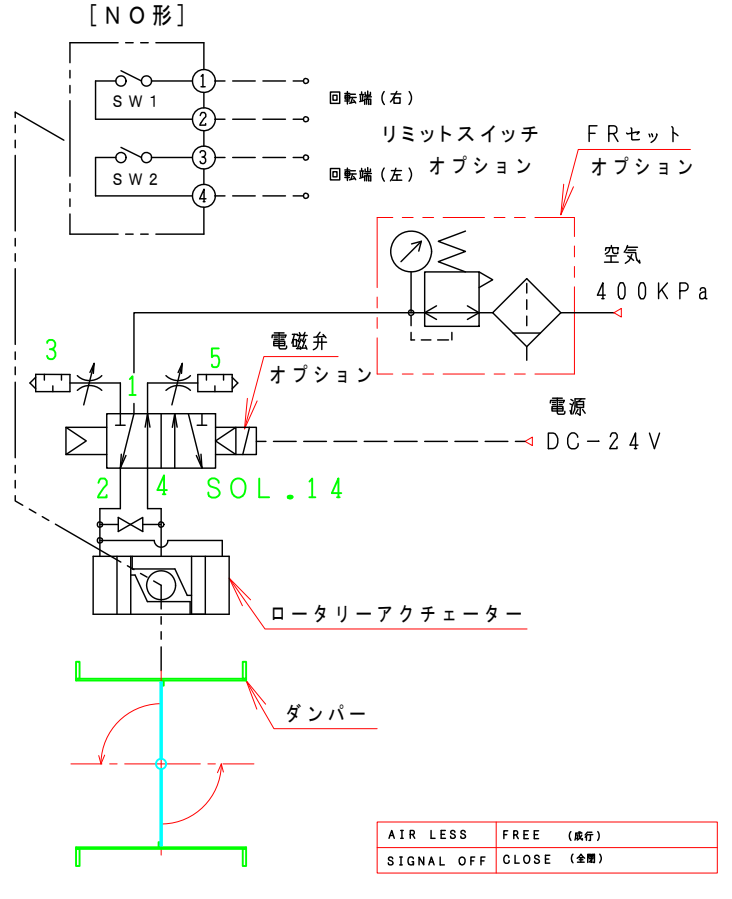 [NO形]
1
SW1
2
回転端(右)
リミットスイッチ
オプション
3
SW2
4
回転端(左)
FRセット
オプション
空気
400KPa
電磁弁
オプション
3
1
5
電源
DC-24V
2
4
SOL.14
ロータリーアクチェーター
ダンパー
AIR LESS FREE (成行)
SIGNAL OFF CLOSE (全閉)